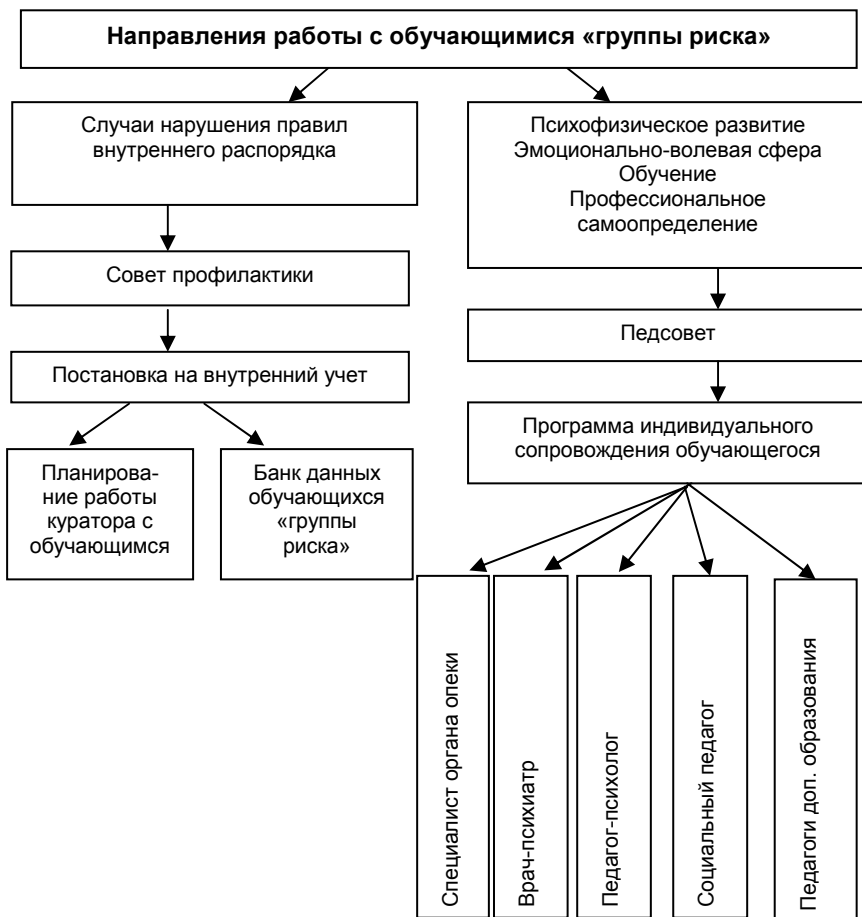 Направления работы с обучающимися «группы риска»
Случаи нарушения правил
внутреннего распорядка
Совет профилактики
Постановка на внутренний учет
Планирова-
ние работы
куратора с
обучающимся
Банк данных
обучающихся
«группы
риска»
Психофизическое развитие
Эмоционально-волевая сфера
Обучение
Профессиональное
самоопределение
Педсовет
Программа индивидуального
сопровождения обучающегося
Специалист органа опеки
Врач-психиатр
Педагог-психолог
Социальный педагог
Педагоги доп. образования